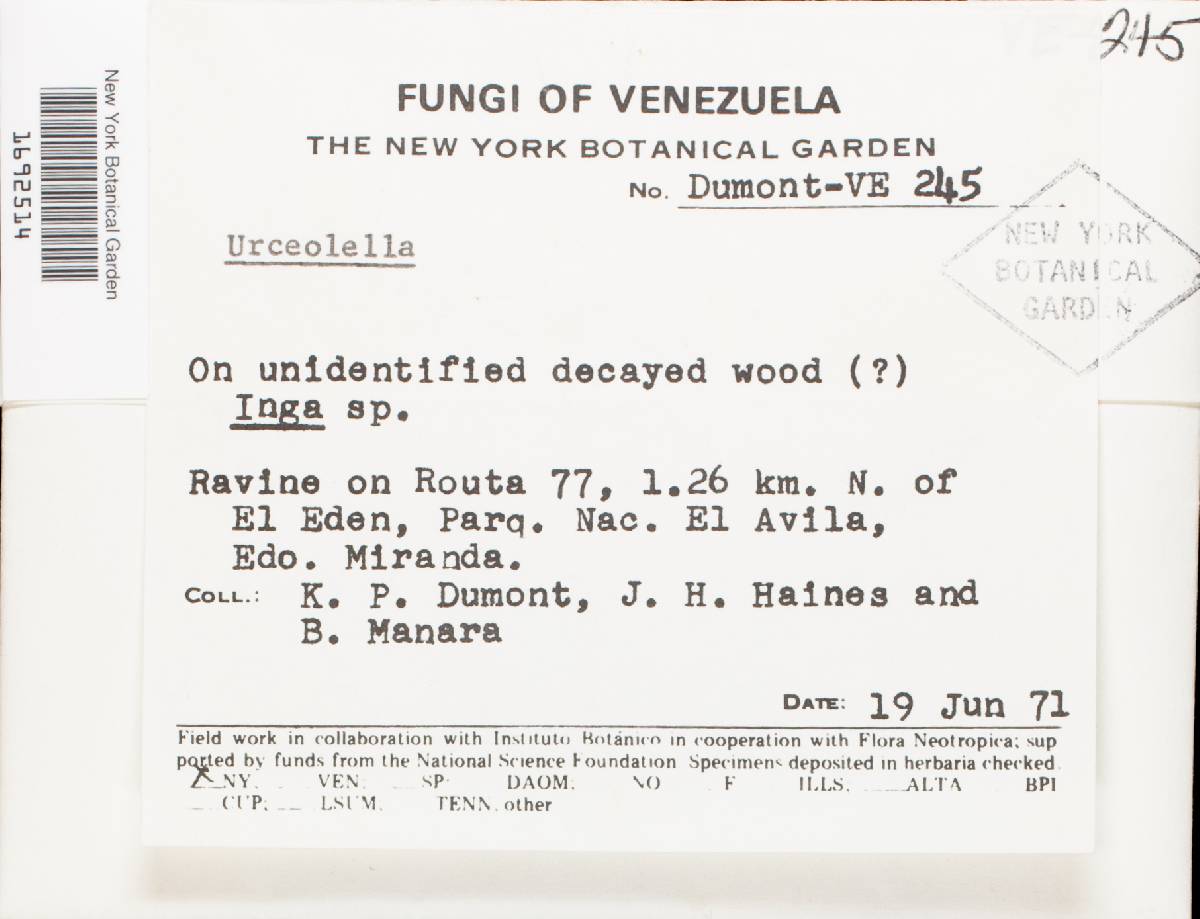 245
FUNGI OF VENEZUELA
THE NEW YORK BOTANICAL GARDEN
No. Dumont-VE 245
Urceolella
NEW YORK
BOTANICAL
GARDEN
On unidentified decayed wood (?)
Inga sp.
Ravine on Routa 77, 1.26 km. N. of
El Eden, Parq. Nac. El Avila,
Edo. Miranda.
COLL.: K. P. Dumont, J. H. Haines and
B. Manara
DATE: 19 Jun 71
Field work in collaboration with Instituto Botánico in cooperation with Flora Neotropica; sup
ported by funds from the National Science Foundation Specimens deposited in herbaria checked.
NY. VEN. SP. DAOM. NO F ILLS. ALTA BPI
CUP; LSUM. TENN. other
New York Botanical Garden
1692514